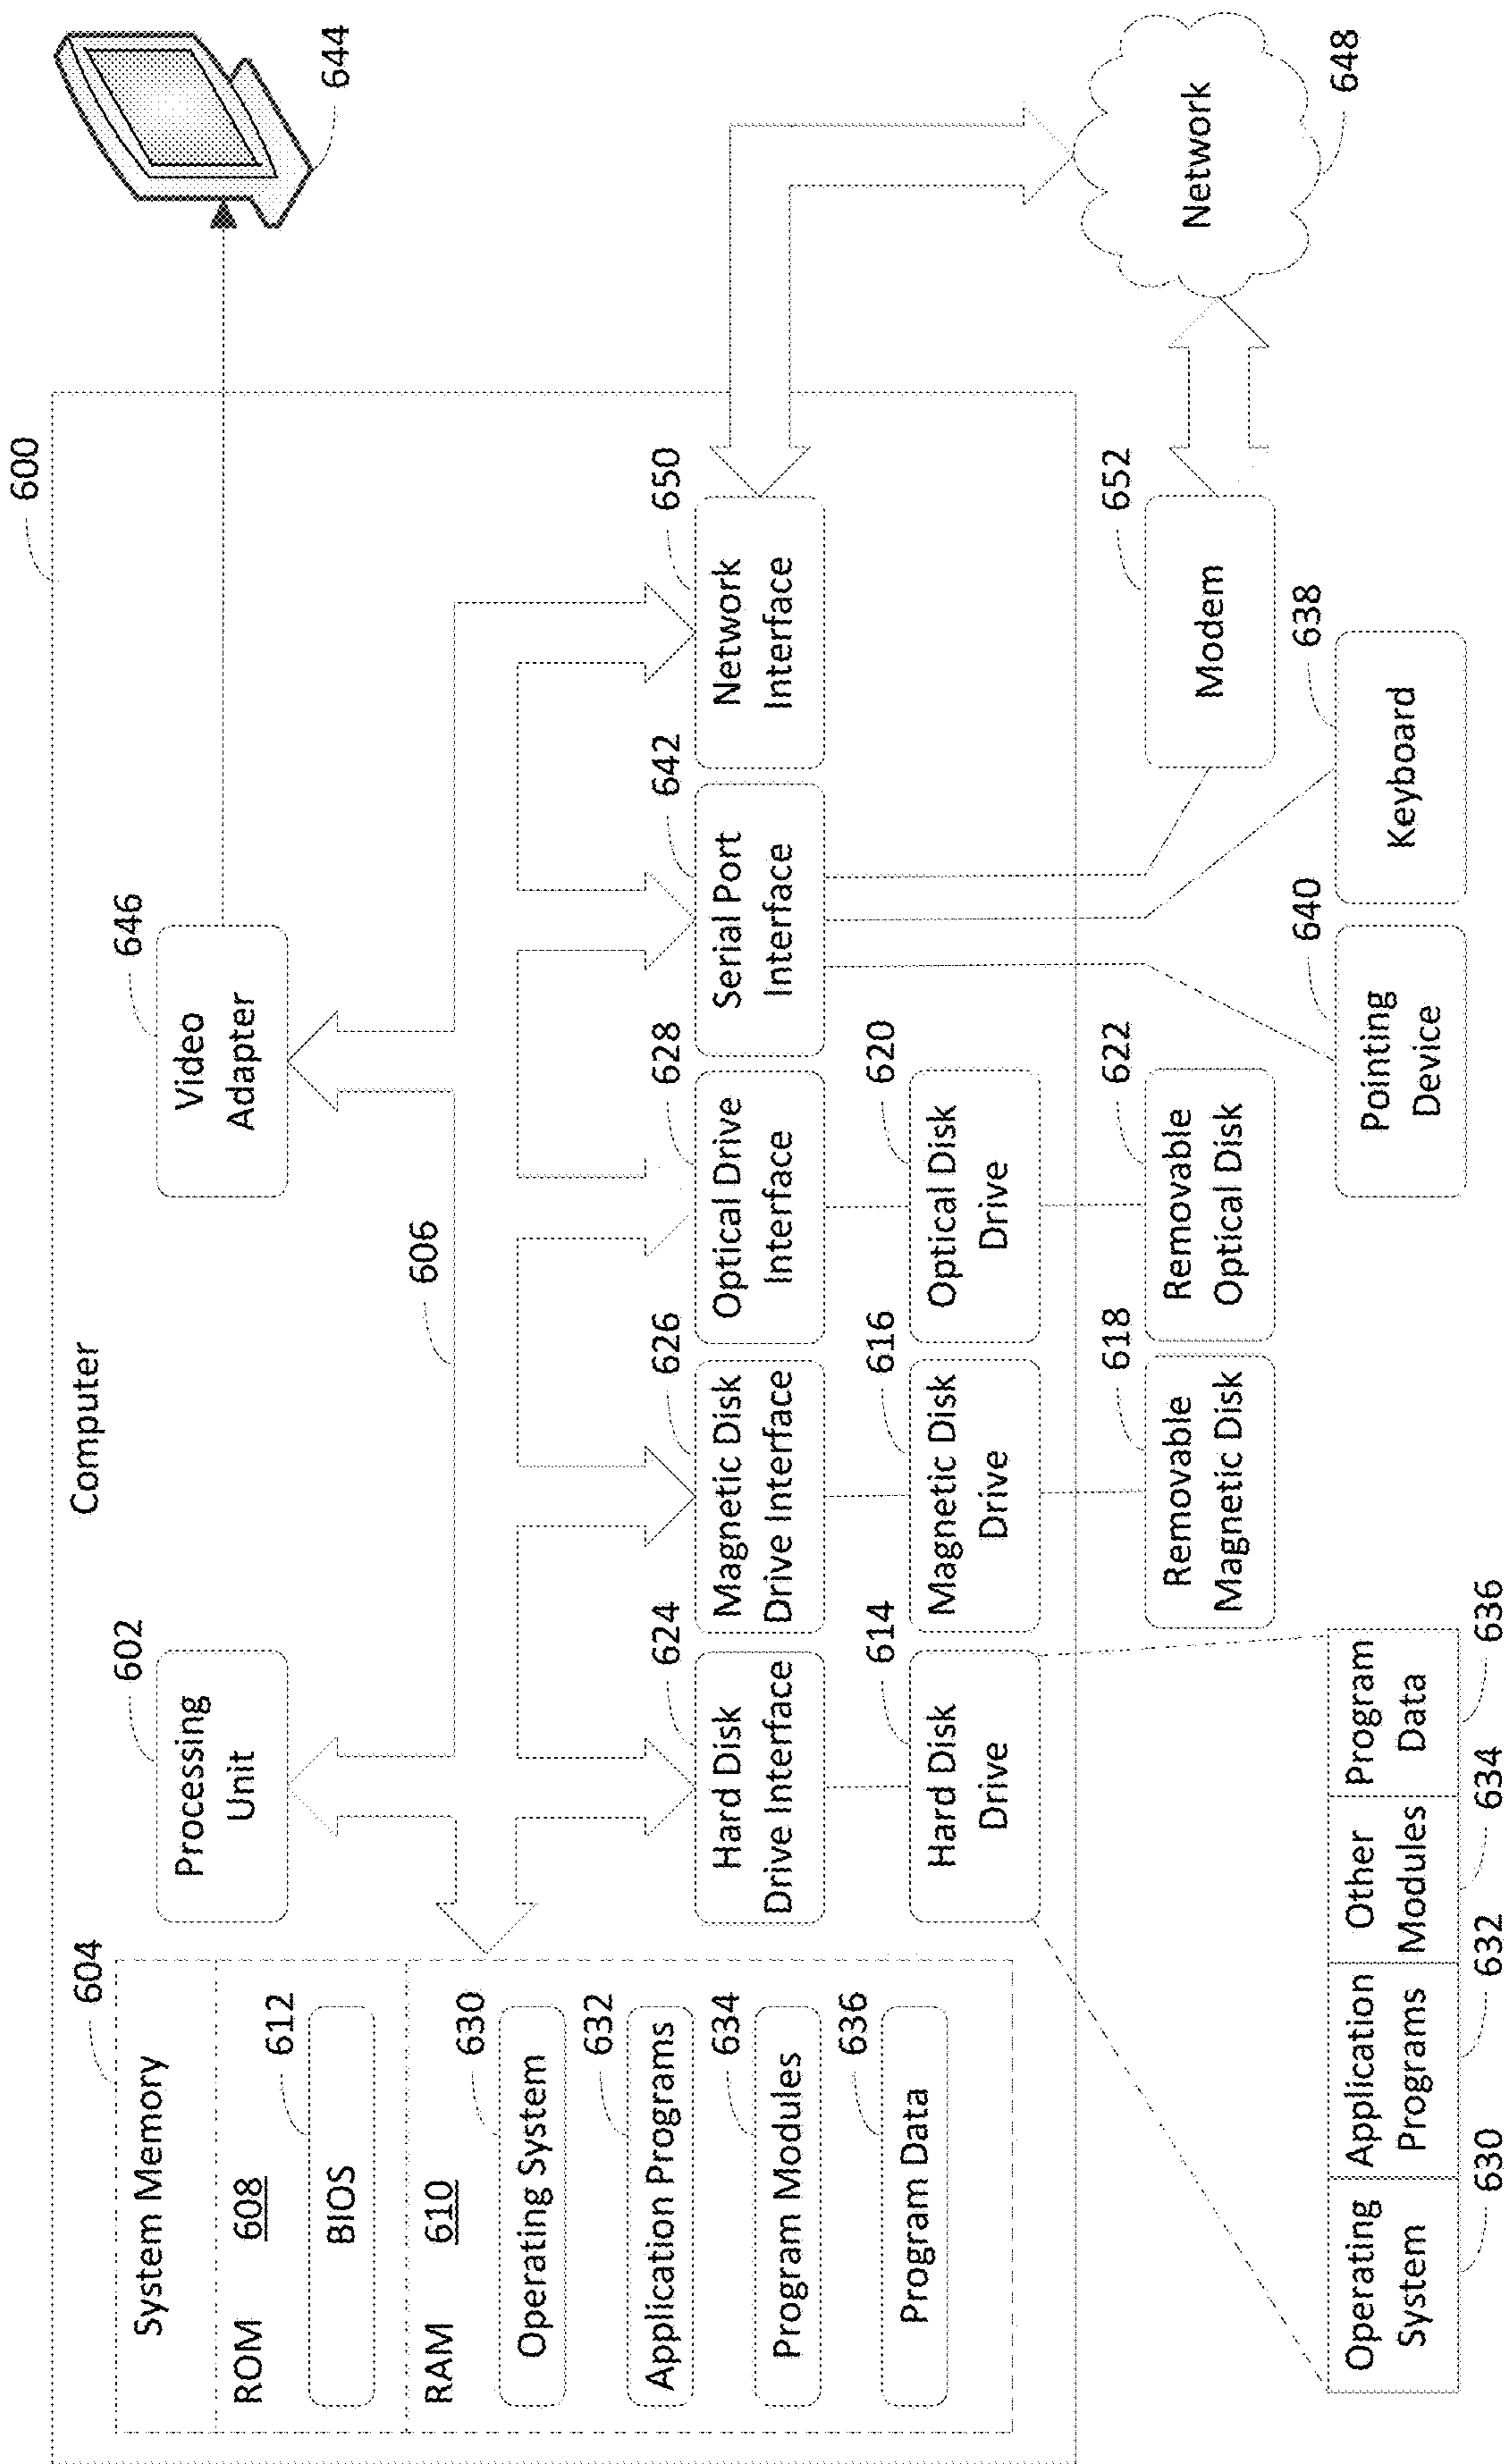 600
Computer
604
System Memory
ROM 608
612
BIOS
RAM 610
630
Operating System
632
Application Programs
634
Program Modules
636
Program Data
602
Processing
Unit
646
Video
Adapter
644
606
624
Hard Disk
Drive Interface
626
Magnetic Disk
Drive Interface
628
Optical Drive
Interface
642
Serial Port
Interface
650
Network
Interface
614
Hard Disk
Drive
616
Magnetic Disk
Drive
620
Optical Disk
Drive
618
Removable
Magnetic Disk
622
Removable
Optical Disk
652
Modem
Network
648
640
Pointing
Device
638
Keyboard
Operating
System
Application
Programs
Other
Modules
Program
Data
630
632
634
636